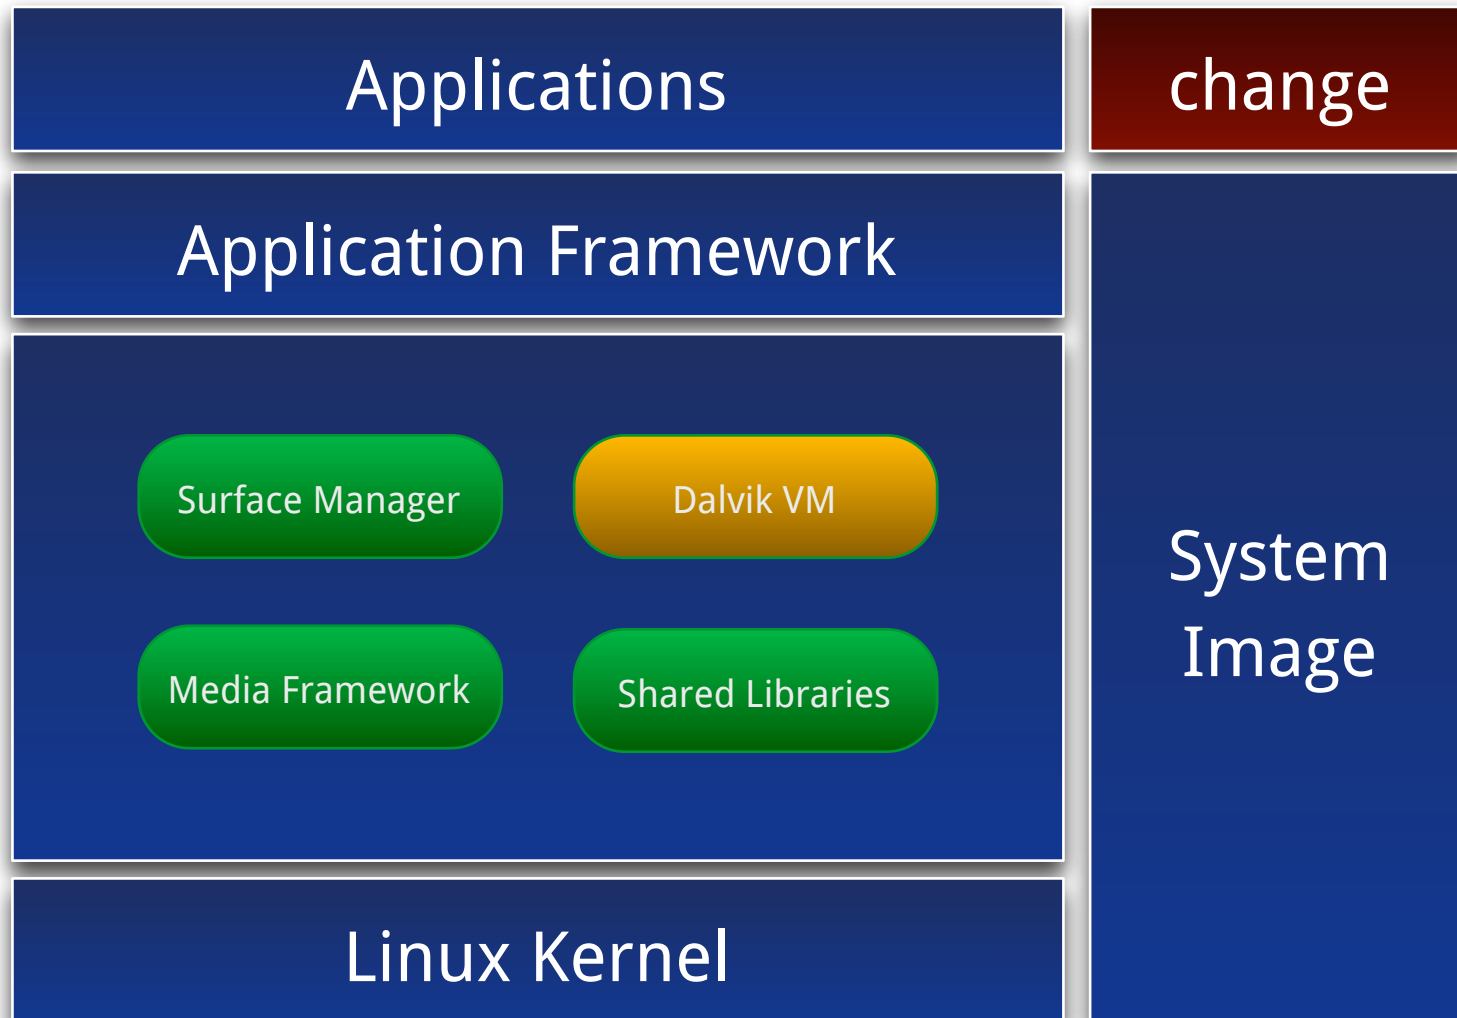 Applications
change
Application Framework
Surface Manager
Dalvik VM
Media Framework
Shared Libraries
System
Image
Linux Kernel